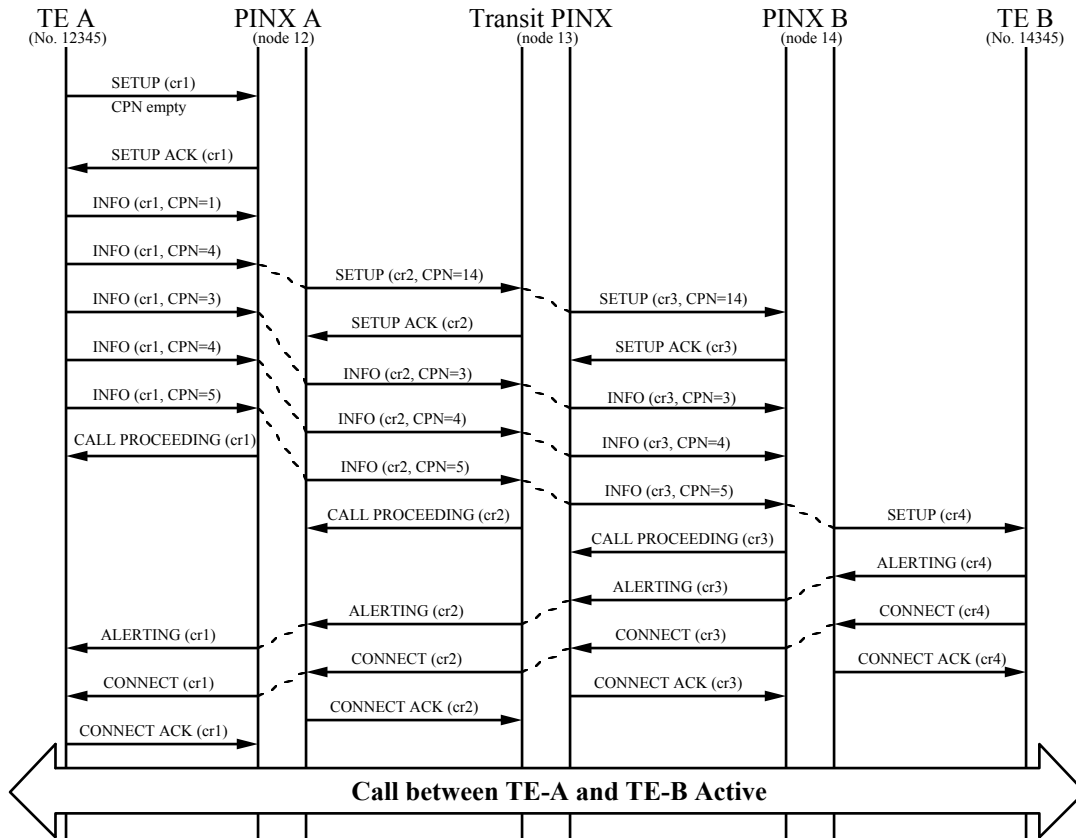 TE A
PINX A
Transit PINX
PINX B
TE B
(No. 12345)
(node 12)
(node 13)
(node 14)
(No. 14345)
SETUP (cr1)
CPN empty
SETUP ACK (cr1)
INFO (cr1, CPN=1)
INFO (cr1, CPN=4)
SETUP (cr2, CPN=14)
INFO (cr1, CPN=3)
SETUP (cr3, CPN=14)
SETUP ACK (cr2)
INFO (cr1, CPN=4)
SETUP ACK (cr3)
INFO (cr2, CPN=3)
INFO (cr1, CPN=5)
INFO (cr3, CPN=3)
INFO (cr2, CPN=4)
CALL PROCEEDING (cr1)
INFO (cr3, CPN=4)
INFO (cr2, CPN=5)
INFO (cr3, CPN=5)
CALL PROCEEDING (cr2)
SETUP (cr4)
CALL PROCEEDING (cr3)
ALERTING (cr4)
ALERTING (cr3)
ALERTING (cr2)
CONNECT (cr4)
ALERTING (cr1)
CONNECT (cr3)
CONNECT (cr2)
CONNECT ACK (cr4)
CONNECT (cr1)
CONNECT ACK (cr3)
CONNECT ACK (cr2)
CONNECT ACK (cr1)
Call between TE-A and TE-B Active